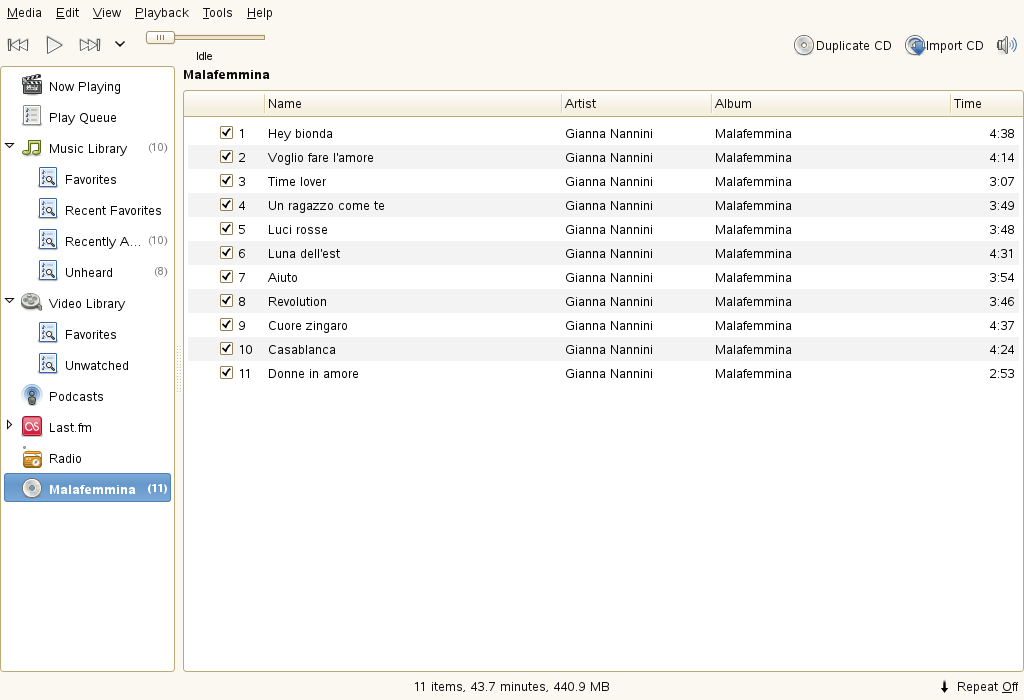 Media Edit View Playback Tools Help
Idle
Duplicate CD Import CD
Now Playing
Play Queue
Music Library (10)
Favorites
Recent Favorites
Recently A... (10)
Unheard (8)
Video Library
Favorites
Unwatched
Podcasts
Last.fm
Radio
Malafemmina (11)
Malafemmina
Name Artist Album Time
1 Hey bionda Gianna Nannini Malafemmina 4:38
2 Voglio fare l'amore Gianna Nannini Malafemmina 4:14
3 Time lover Gianna Nannini Malafemmina 3:07
4 Un ragazzo come te Gianna Nannini Malafemmina 3:49
5 Luci rosse Gianna Nannini Malafemmina 3:48
6 Luna dell'est Gianna Nannini Malafemmina 4:31
7 Aiuto Gianna Nannini Malafemmina 3:54
8 Revolution Gianna Nannini Malafemmina 3:46
9 Cuore zingaro Gianna Nannini Malafemmina 4:37
10 Casablanca Gianna Nannini Malafemmina 4:24
11 Donne in amore Gianna Nannini Malafemmina 2:53
11 items, 43.7 minutes, 440.9 MB
Repeat Off